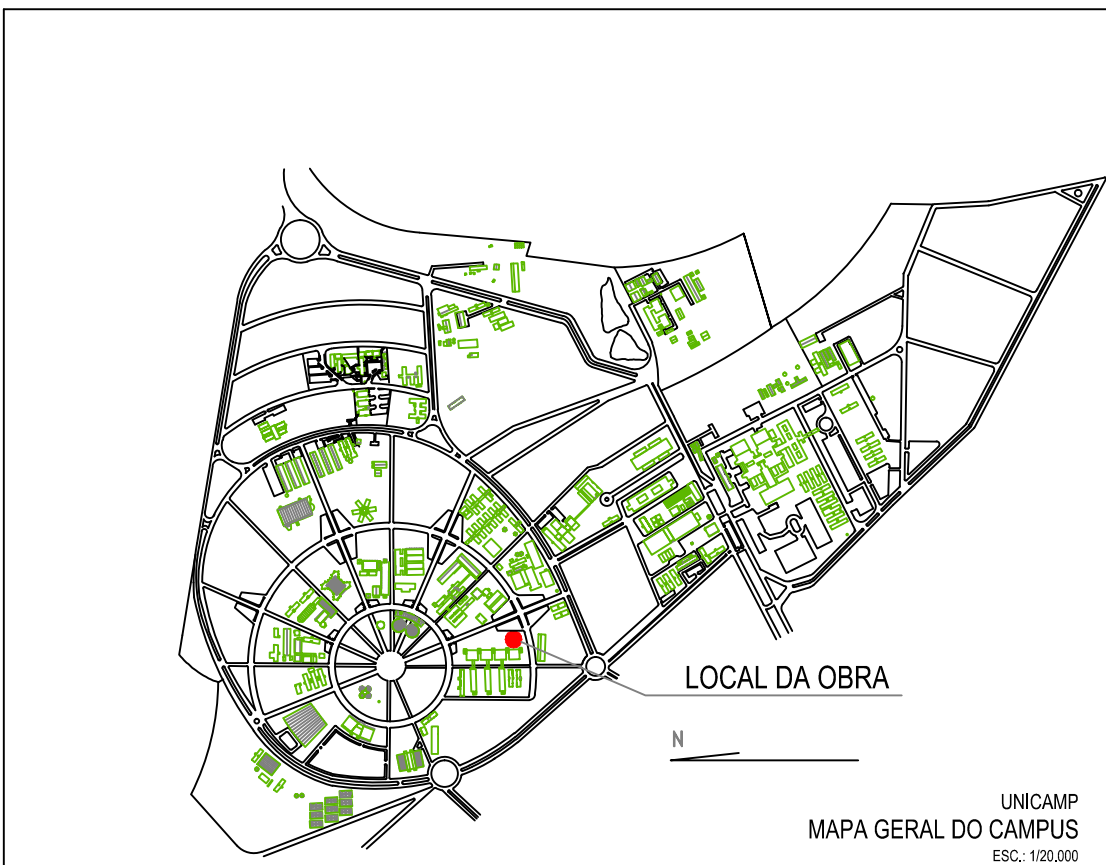 LOCAL DA OBRA
N
UNICAMP
MAPA GERAL DO CAMPUS
ESC.: 1/20.000